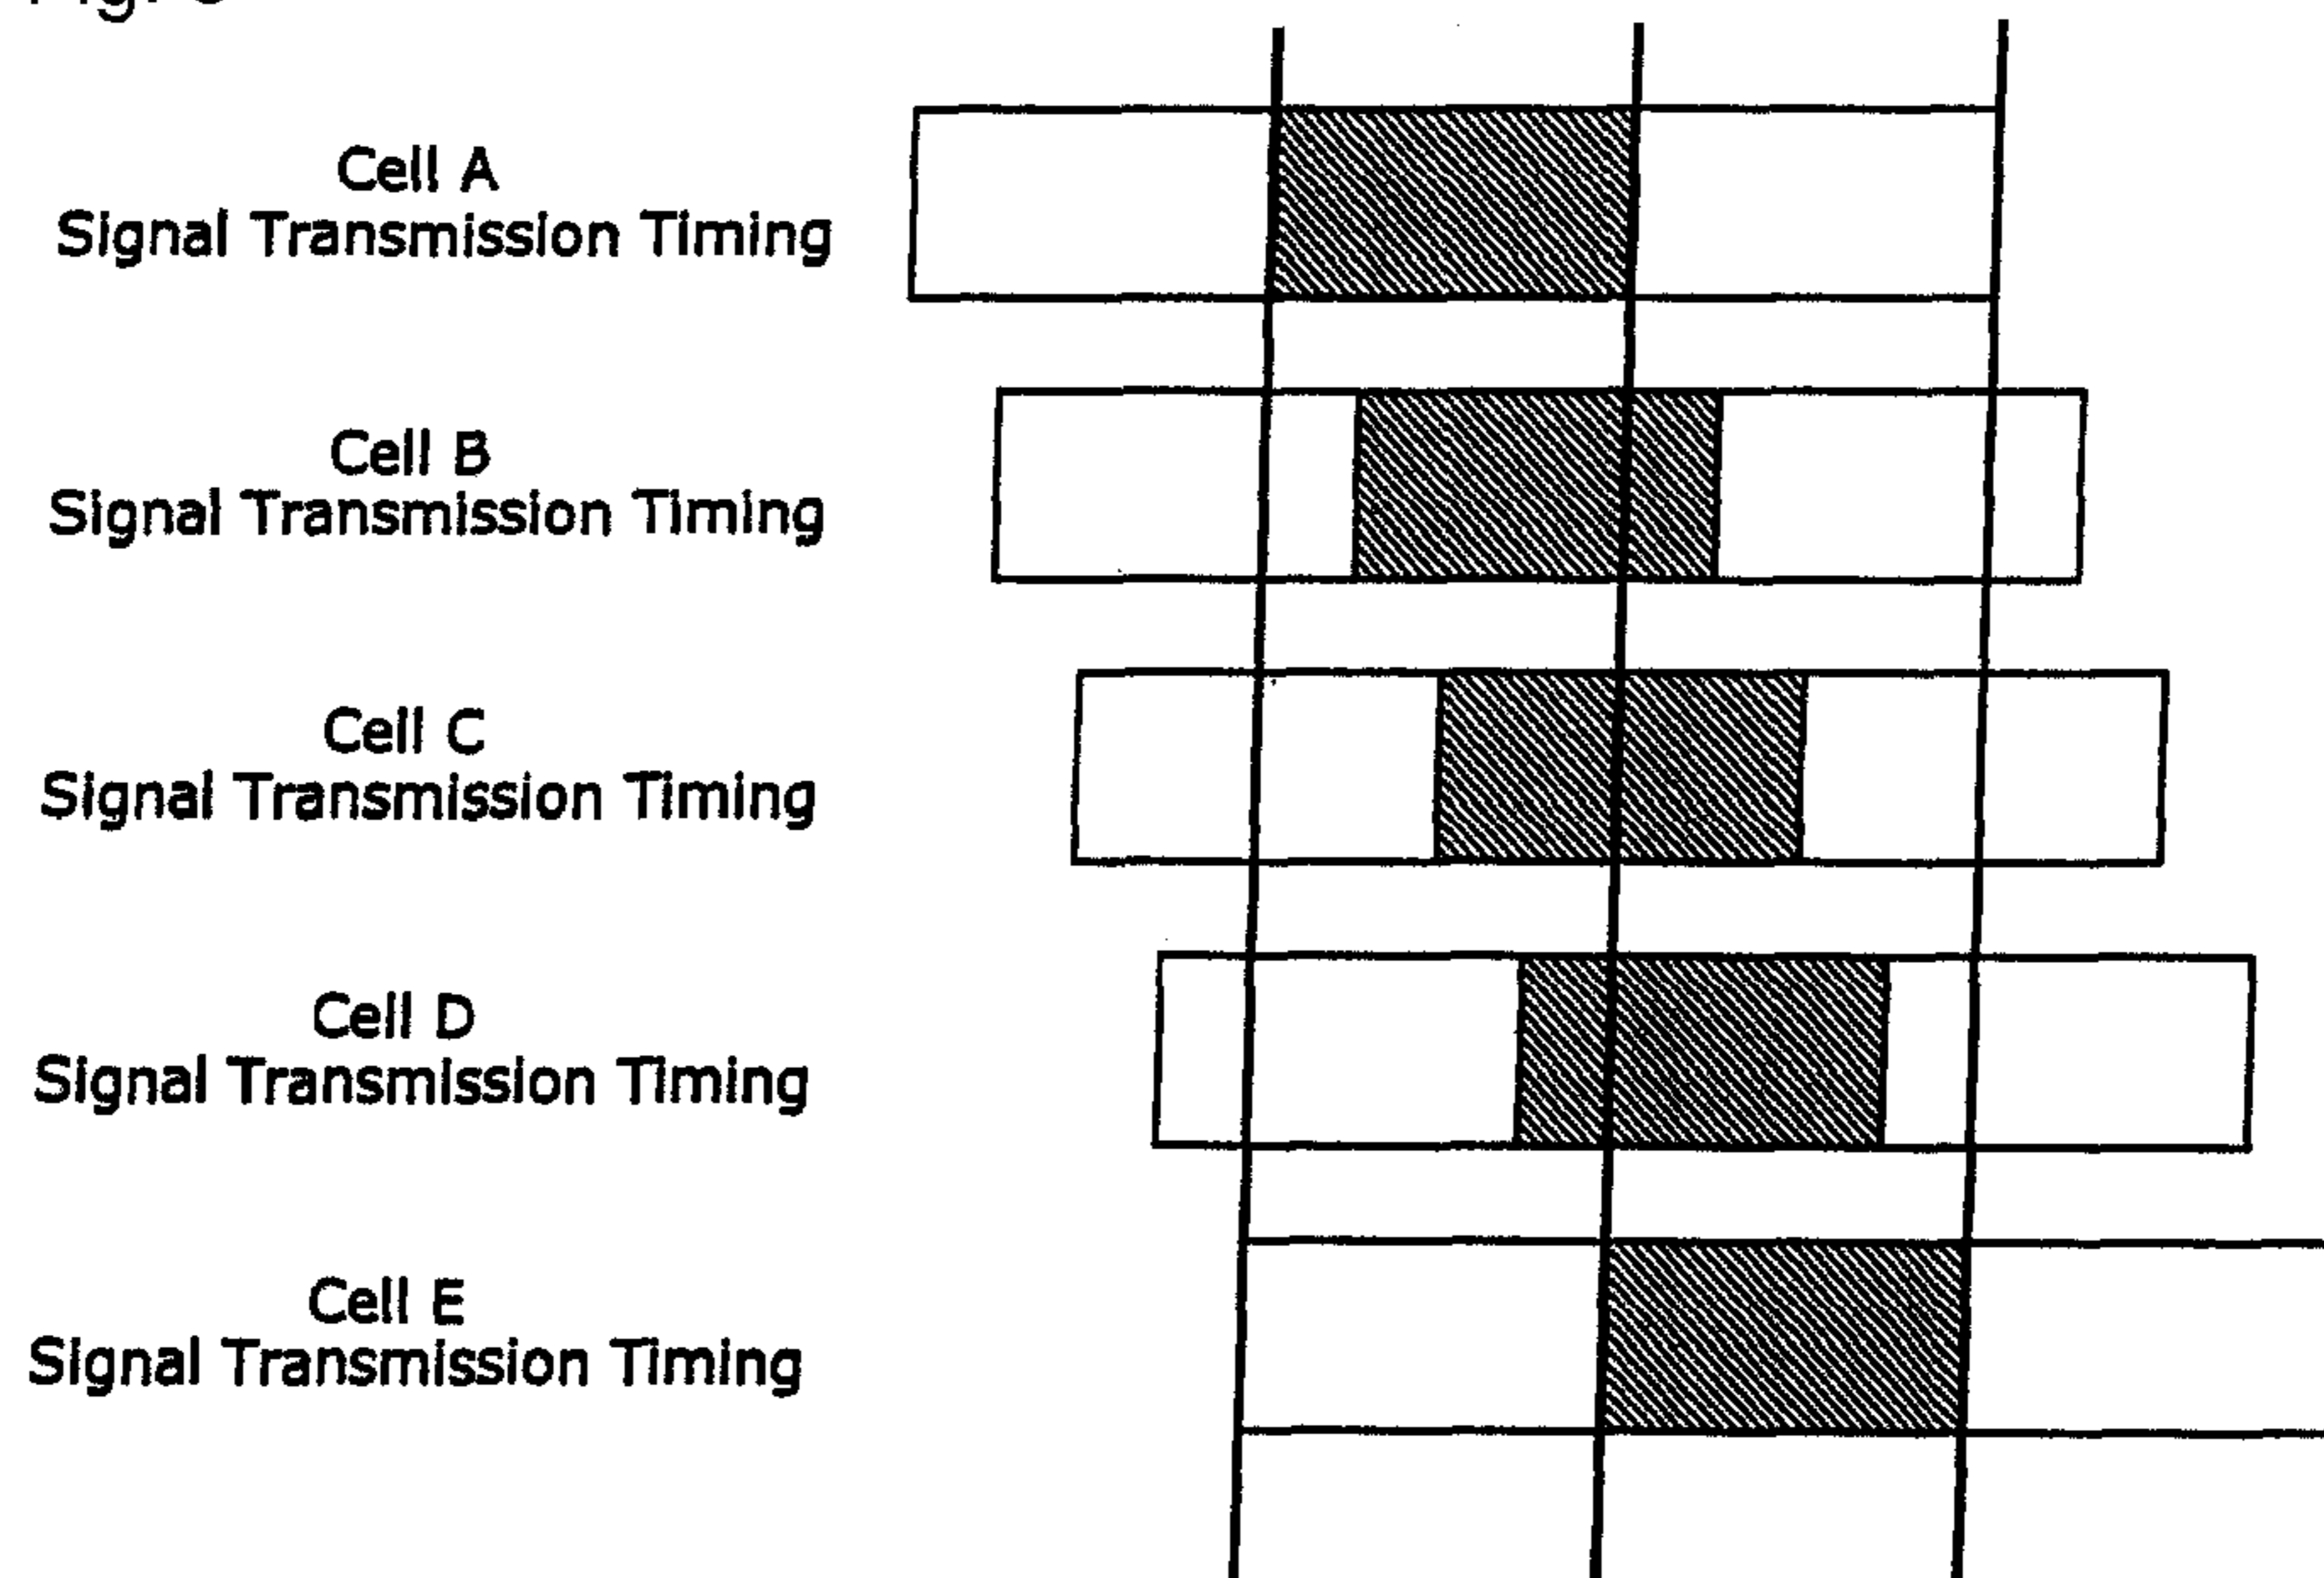 Cell A
Signal Transmission Timing
Cell B
Signal Transmission Timing
Cell C
Signal Transmission Timing
Cell D
Signal Transmission Timing
Cell E
Signal Transmission Timing